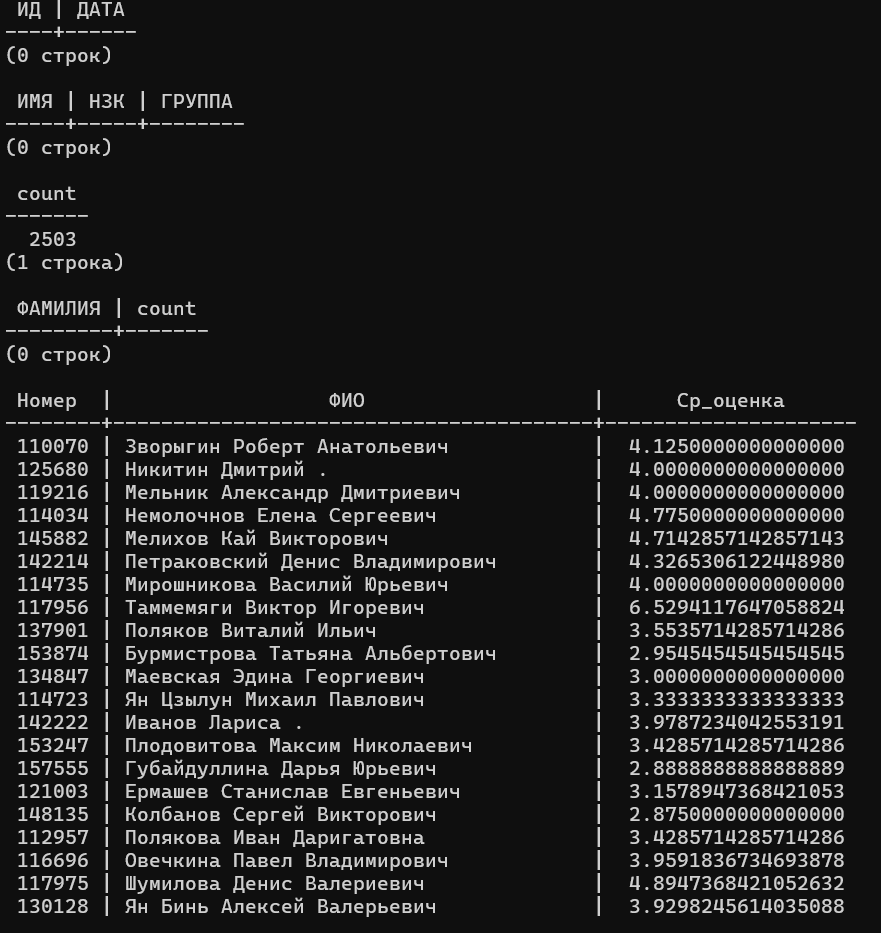 ИД | ДАТА
----+------
(0 строк)
ИМЯ | НЗК | ГРУППА
-----+-----+--------
(0 строк)
count
-------
2503
(1 строка)
ФАМИЛИЯ | count
---------+-------
(0 строк)
Номер | ФИО | Ср_оценка
--------+-----------------------------------------+---------------------
110070 | Зворыгин Роберт Анатольевич | 4.1250000000000000
125680 | Никитин Дмитрий . | 4.0000000000000000
119216 | Мельник Александр Дмитриевич | 4.0000000000000000
114034 | Немолочнов Елена Сергеевич | 4.7750000000000000
145882 | Мелихов Кай Викторович | 4.7142857142857143
142214 | Петраковский Денис Владимирович | 4.3265306122448980
114735 | Мирошникова Василий Юрьевич | 4.0000000000000000
117956 | Таммемяги Виктор Игоревич | 6.5294117647058824
137901 | Поляков Виталий Ильич | 3.5535714285714286
153874 | Бурмистрова Татьяна Альбертович | 2.9545454545454545
134847 | Маевская Эдина Георгиевич | 3.0000000000000000
114723 | Ян Цзылун Михаил Павлович | 3.3333333333333333
142222 | Иванов Лариса . | 3.9787234042553191
153247 | Плодовитова Максим Николаевич | 3.4285714285714286
157555 | Губайдуллина Дарья Юрьевич | 2.8888888888888889
121003 | Ермашев Станислав Евгеньевич | 3.1578947368421053
148135 | Колбанов Сергей Викторович | 2.8750000000000000
112957 | Полякова Иван Даригатовна | 3.4285714285714286
116696 | Овечкина Павел Владимирович | 3.9591836734693878
117975 | Шумилова Денис Валериевич | 4.8947368421052632
130128 | Ян Бинь Алексей Валерьевич | 3.9298245614035088